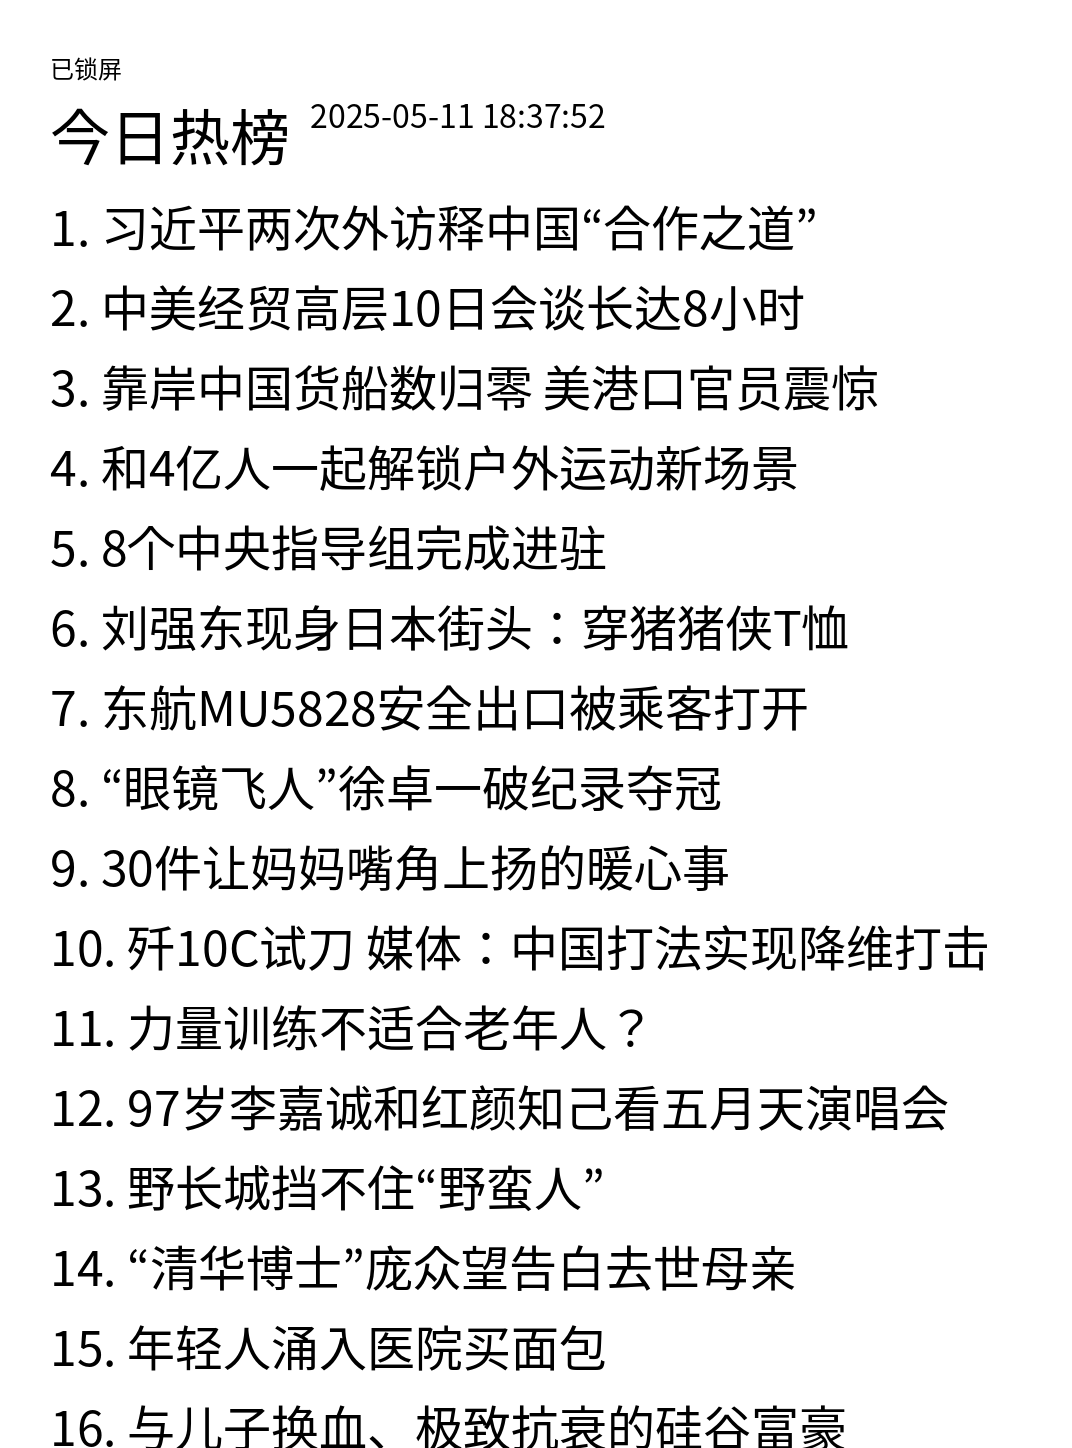 已锁屏
今日热榜 2025-05-11 18:37:52
1. 习近平两次外访释中国“合作之道”
2. 中美经贸高层10日会谈长达8小时
3. 靠岸中国货船数归零 美港口官员震惊
4. 和4亿人一起解锁户外运动新场景
5. 8个中央指导组完成进驻
6. 刘强东现身日本街头：穿猪猪侠T恤
7. 东航MU5828安全出口被乘客打开
8. “眼镜飞人”徐卓一破纪录夺冠
9. 30件让妈妈嘴角上扬的暖心事
10. 歼10C试刀 媒体：中国打法实现降维打击
11. 力量训练不适合老年人？
12. 97岁李嘉诚和红颜知己看五月天演唱会
13. 野长城挡不住“野蛮人”
14. “清华博士”庞众望告白去世母亲
15. 年轻人涌入医院买面包
16. 与儿子换血、极致抗衰的硅谷富豪